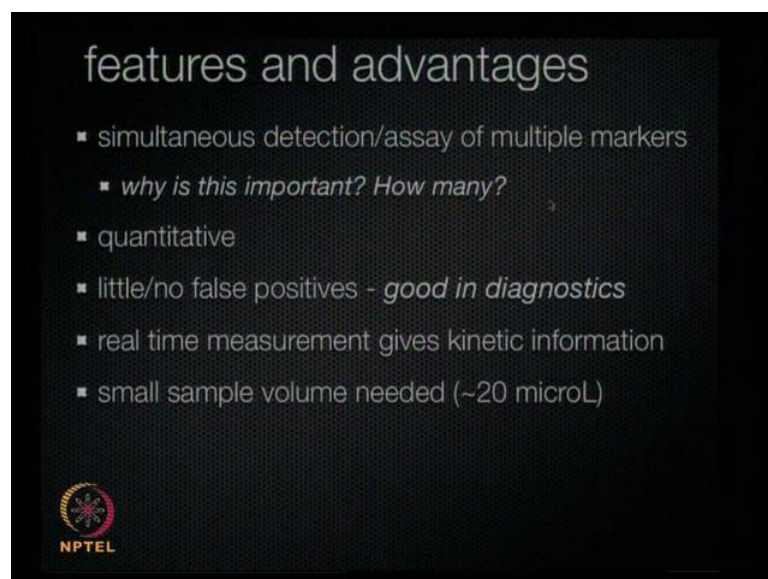 features and advantages
▪ simultaneous detection/assay of multiple markers
▪ why is this important? How many?
▪ quantitative
▪ little/no false positives - good in diagnostics
▪ real time measurement gives kinetic information
▪ small sample volume needed (~20 microL)
NPTEL